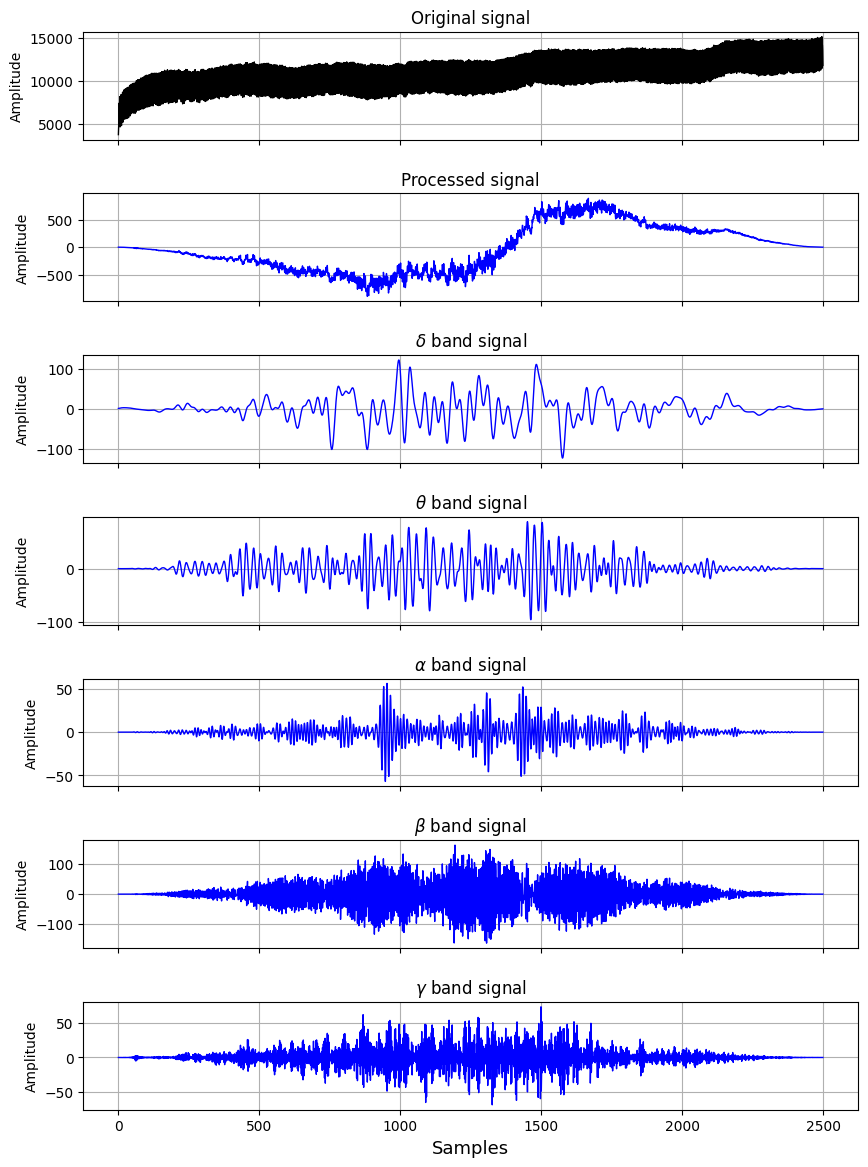 Original signal
15000
10000
5000
Amplitude
Processed signal
500
0
−500
Amplitude
δ band signal
100
0
−100
Amplitude
θ band signal
0
−100
Amplitude
α band signal
50
0
−50
Amplitude
β band signal
100
0
−100
Amplitude
γ band signal
50
0
−50
Amplitude
0 500 1000 1500 2000 2500
Samples